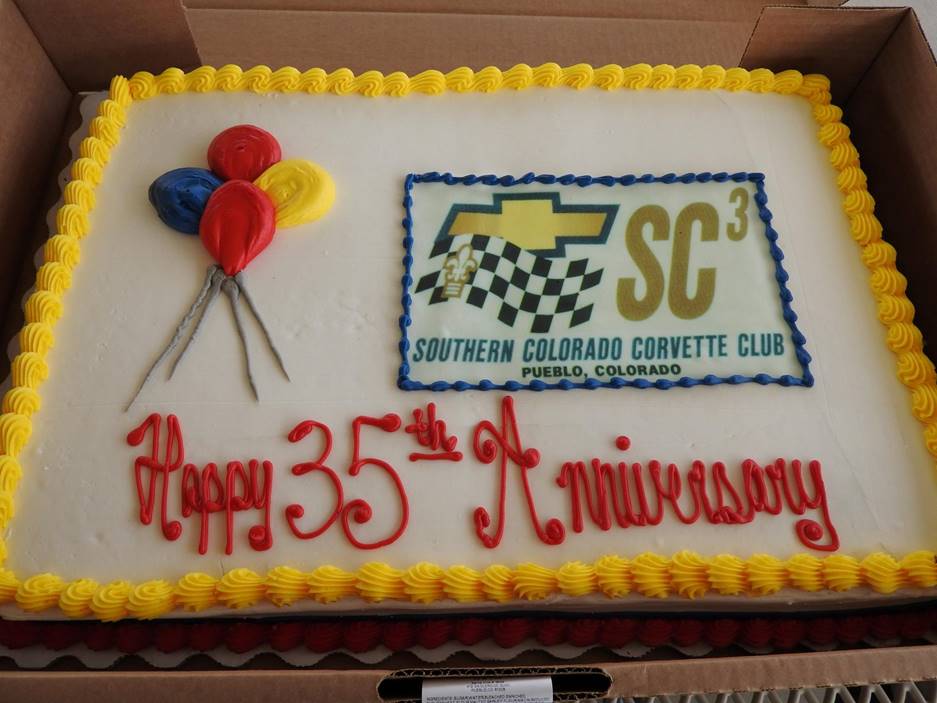 SC3
SOUTHERN COLORADO CORVETTE CLUB
PUEBLO, COLORADO
Happy 35th Anniversary